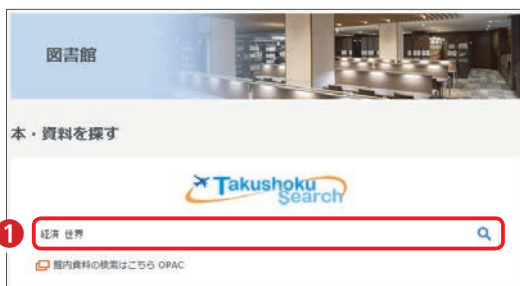 図書館
本・資料を探す
Takushoku
Search
1
経済 世界
館内資料の検索はこちら OPAC